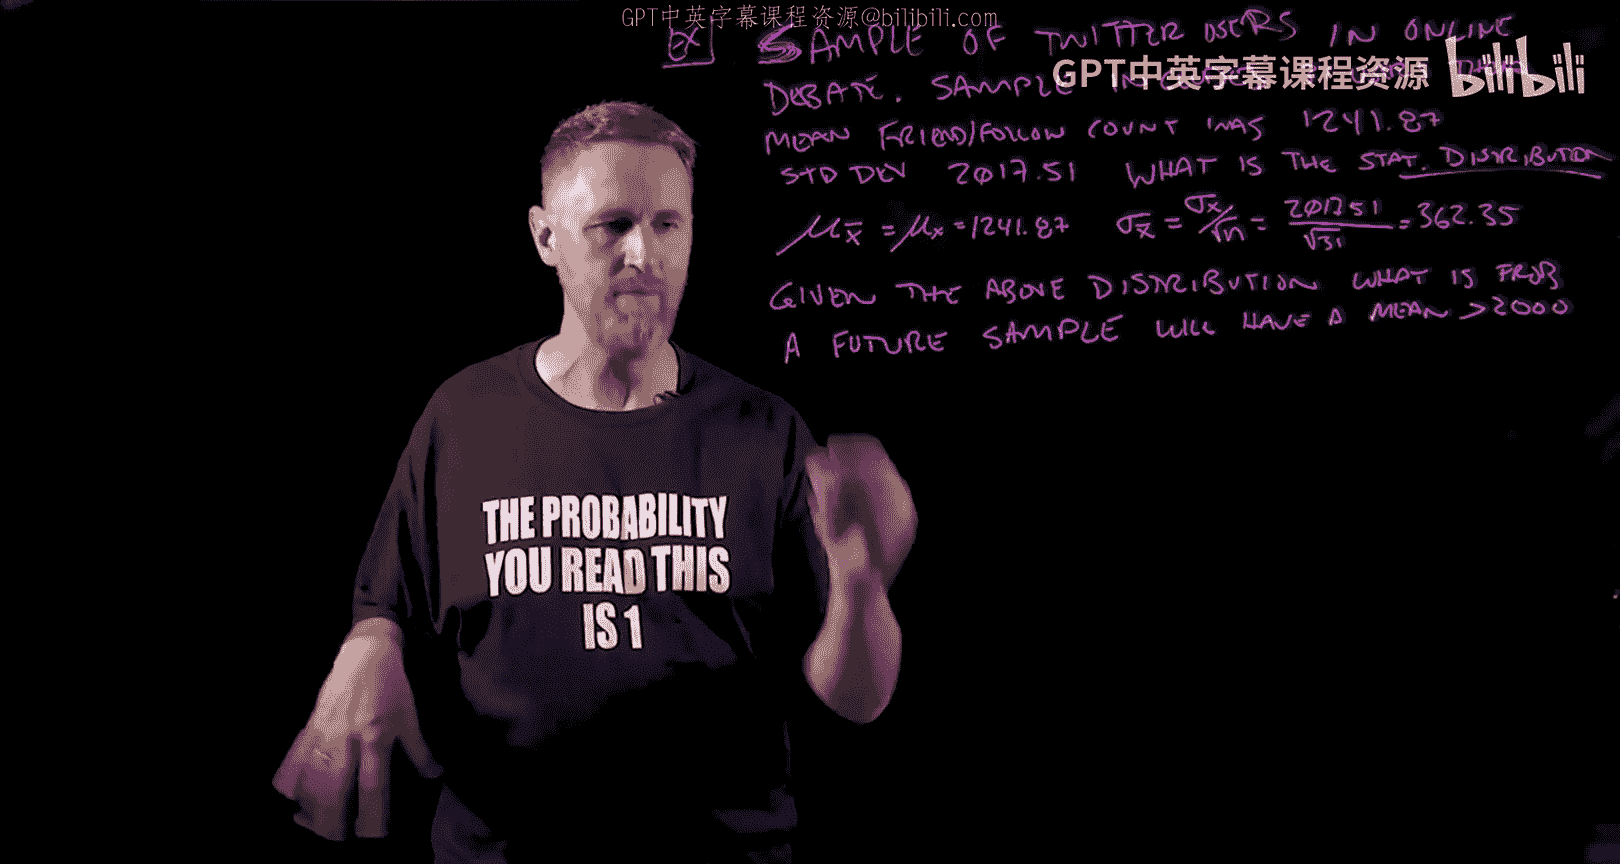 GPT中英字幕课程资源@bilibili.com
EX SAMPLE OF TWITTER USERS IN ONLINE
GPT中英字幕课程资源 bilibili
DEBATE. SAMPLE
MEAN FRIEND/FOLLOW COUNT WAS 1241.87
STD DEV 2017.51 WHAT IS THE STAT. DISTRIBUTION
μx̄ = μx = 1241.87 σx̄ = σx/√n = 2017.51/√31 = 362.35
GIVEN THE ABOVE DISTRIBUTION WHAT IS PROB
A FUTURE SAMPLE WILL HAVE A MEAN >2000
THE PROBABILITY
YOU READ THIS
IS 1